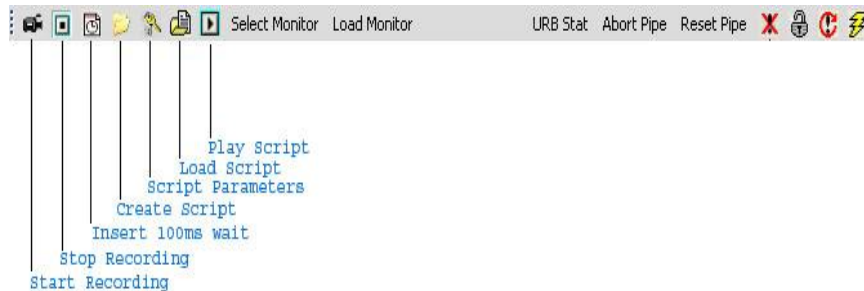 Select Monitor Load Monitor URB Stat Abort Pipe Reset Pipe
Play Script
Load Script
Script Parameters
Create Script
Insert 100ms wait
Stop Recording
Start Recording